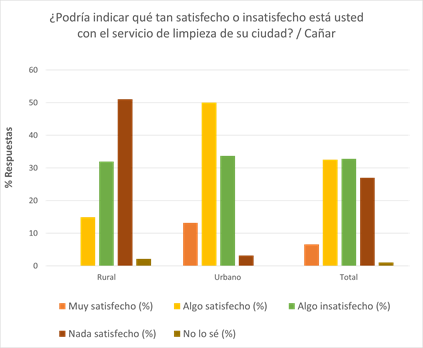 ¿Podría indicar qué tan satisfecho o insatisfecho está usted
con el servicio de limpieza de su ciudad? / Cañar
% Respuestas
60
50
40
30
20
10
0
Rural
Urbano
Total
Muy satisfecho (%)
Algo satisfecho (%)
Algo insatisfecho (%)
Nada satisfecho (%)
No lo sé (%)